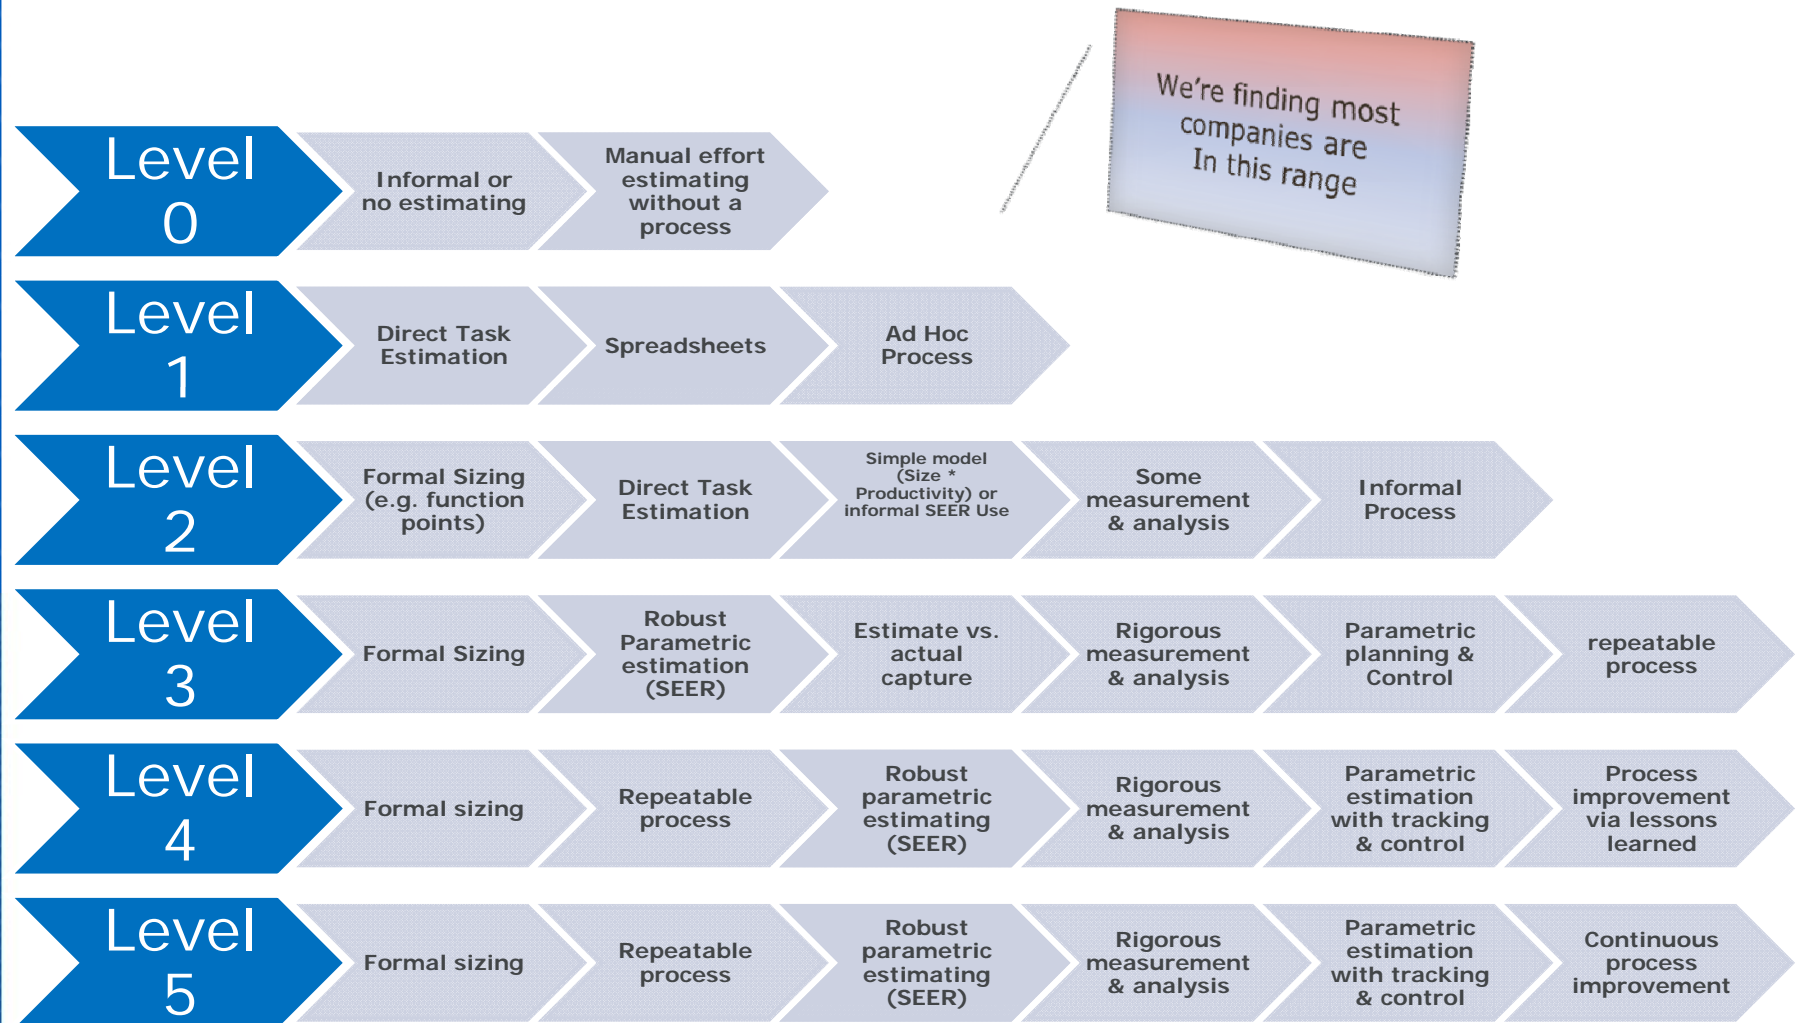 We're finding most
companies are
In this range
Level
0
Informal or
no estimating
Manual effort
estimating
without a
process
Level
1
Direct Task
Estimation
Spreadsheets
Ad Hoc
Process
Level
2
Formal Sizing
(e.g. function
points)
Direct Task
Estimation
Simple model
(Size *
Productivity) or
informal SEER Use
Some
measurement
& analysis
Informal
Process
Level
3
Formal Sizing
Robust
Parametric
estimation
(SEER)
Estimate vs.
actual
capture
Rigorous
measurement
& analysis
Parametric
planning &
Control
repeatable
process
Level
4
Formal sizing
Repeatable
process
Robust
parametric
estimating
(SEER)
Rigorous
measurement
& analysis
Parametric
estimation
with tracking
& control
Process
improvement
via lessons
learned
Level
5
Formal sizing
Repeatable
process
Robust
parametric
estimating
(SEER)
Rigorous
measurement
& analysis
Parametric
estimation
with tracking
& control
Continuous
process
improvement